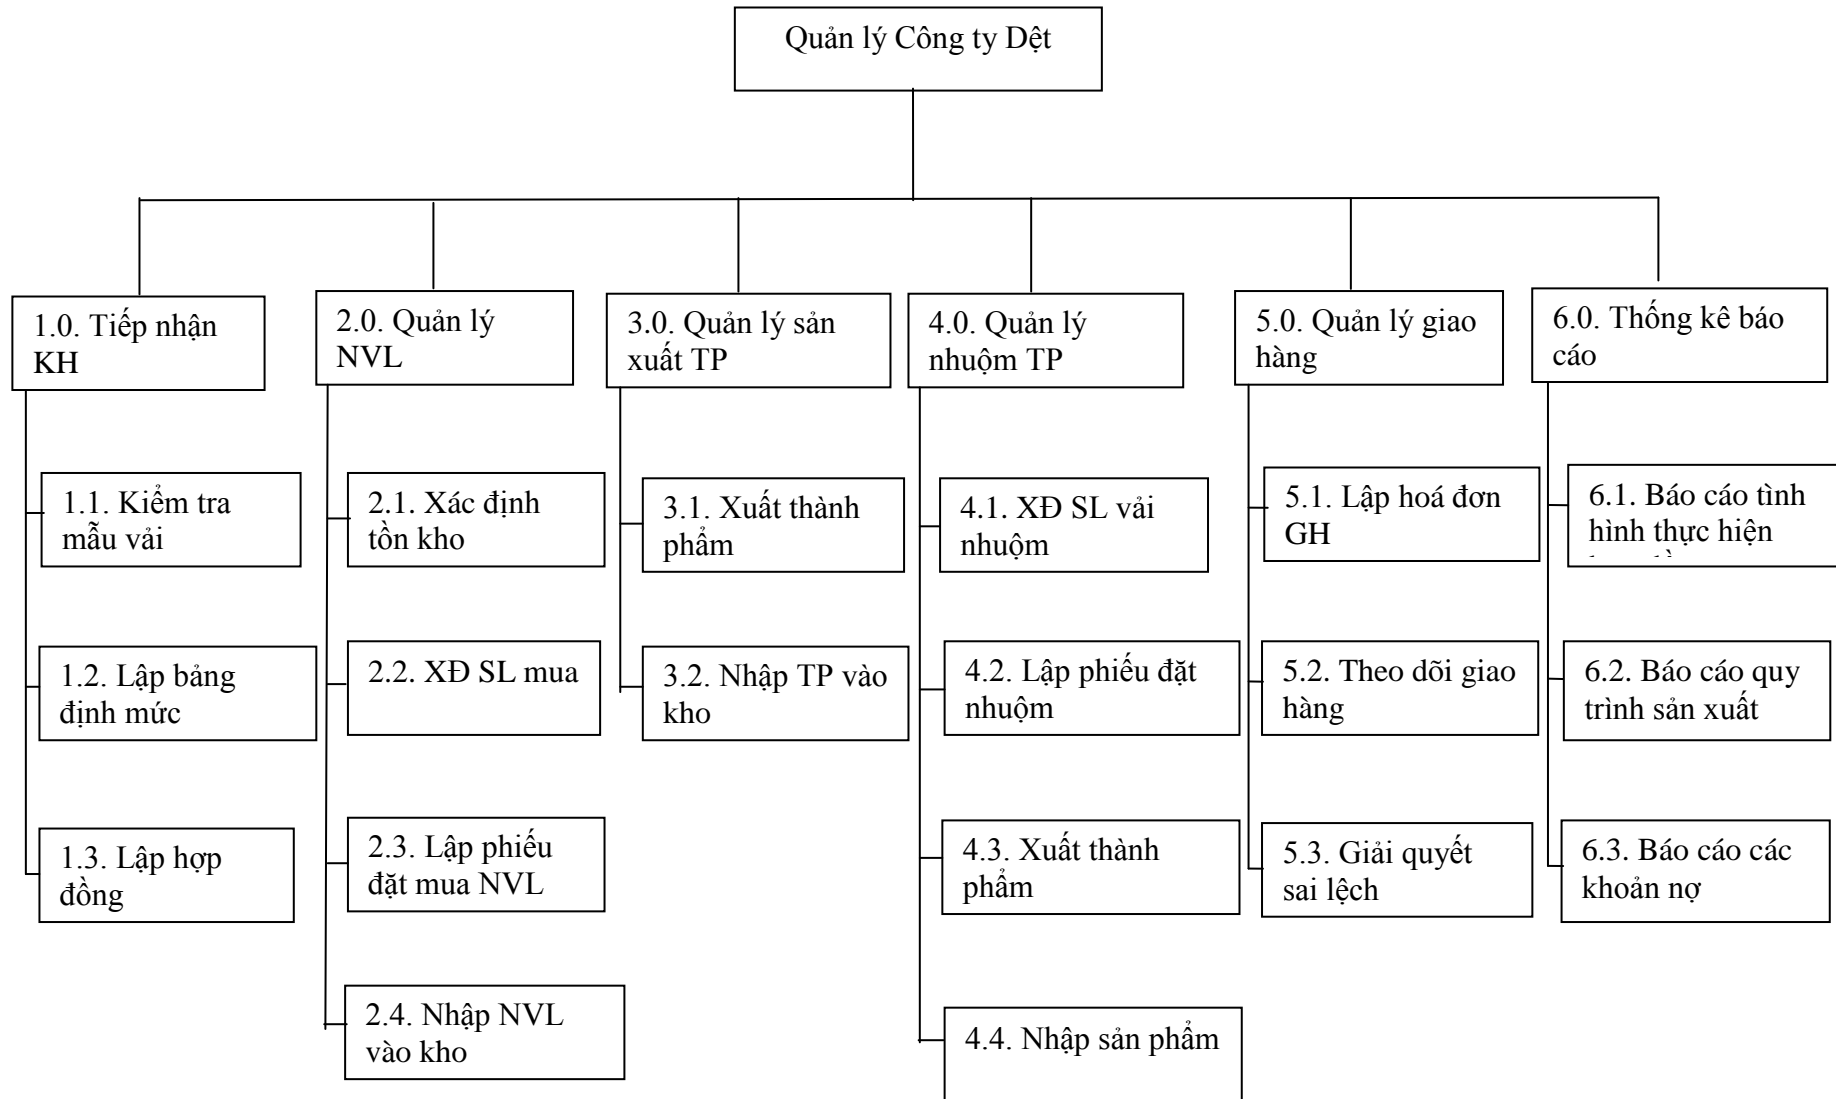 Quản lý Công ty Dệt
1.0. Tiếp nhận
KH
2.0. Quản lý
NVL
3.0. Quản lý sản
xuất TP
4.0. Quản lý
nhuộm TP
5.0. Quản lý giao
hàng
6.0. Thống kê báo
cáo
1.1. Kiểm tra
mẫu vải
2.1. Xác định
tồn kho
3.1. Xuất thành
phẩm
4.1. XĐ SL vải
nhuộm
5.1. Lập hoá đơn
GH
6.1. Báo cáo tình
hình thực hiện
1.2. Lập bảng
định mức
2.2. XĐ SL mua
3.2. Nhập TP vào
kho
4.2. Lập phiếu đặt
nhuộm
5.2. Theo dõi giao
hàng
6.2. Báo cáo quy
trình sản xuất
1.3. Lập hợp
đồng
2.3. Lập phiếu
đặt mua NVL
4.3. Xuất thành
phẩm
5.3. Giải quyết
sai lệch
6.3. Báo cáo các
khoản nợ
2.4. Nhập NVL
vào kho
4.4. Nhập sản phẩm